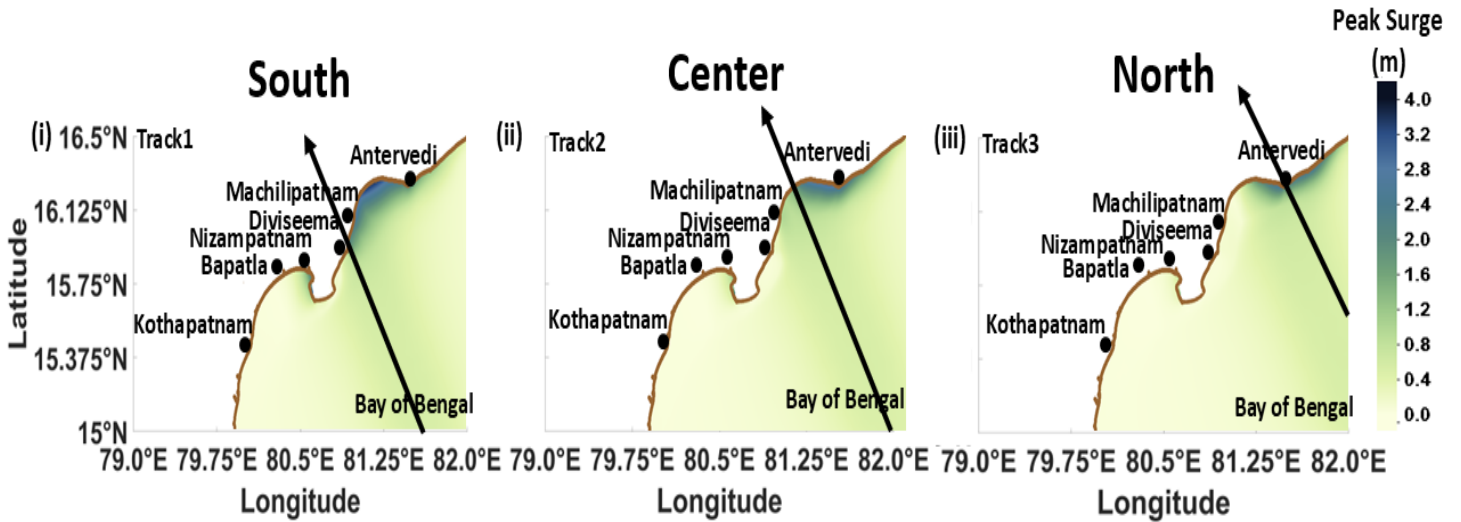 Peak Surge
(m)
South
Center
North
(i)
16.5°N
16.125°N
15.75°N
15.375°N
15°N
Latitude
Track1
Antervedi
Machilipatnam
Diviseema
Nizampatnam
Bapatla
Kothapatnam
Bay of Bengal
79.0°E 79.75°E 80.5°E 81.25°E 82.0°E
Longitude
(ii)
Track2
Antervedi
Machilipatnam
Diviseema
Nizampatnam
Bapatla
Kothapatnam
Bay of Bengal
79.0°E 79.75°E 80.5°E 81.25°E 82.0°E
Longitude
(iii)
Track3
Antervedi
Machilipatnam
Diviseema
Nizampatnam
Bapatla
Kothapatnam
Bay of Bengal
79.0°E 79.75°E 80.5°E 81.25°E 82.0°E
Longitude
4.0
3.2
2.8
2.4
2.0
1.6
1.2
0.8
0.4
0.0